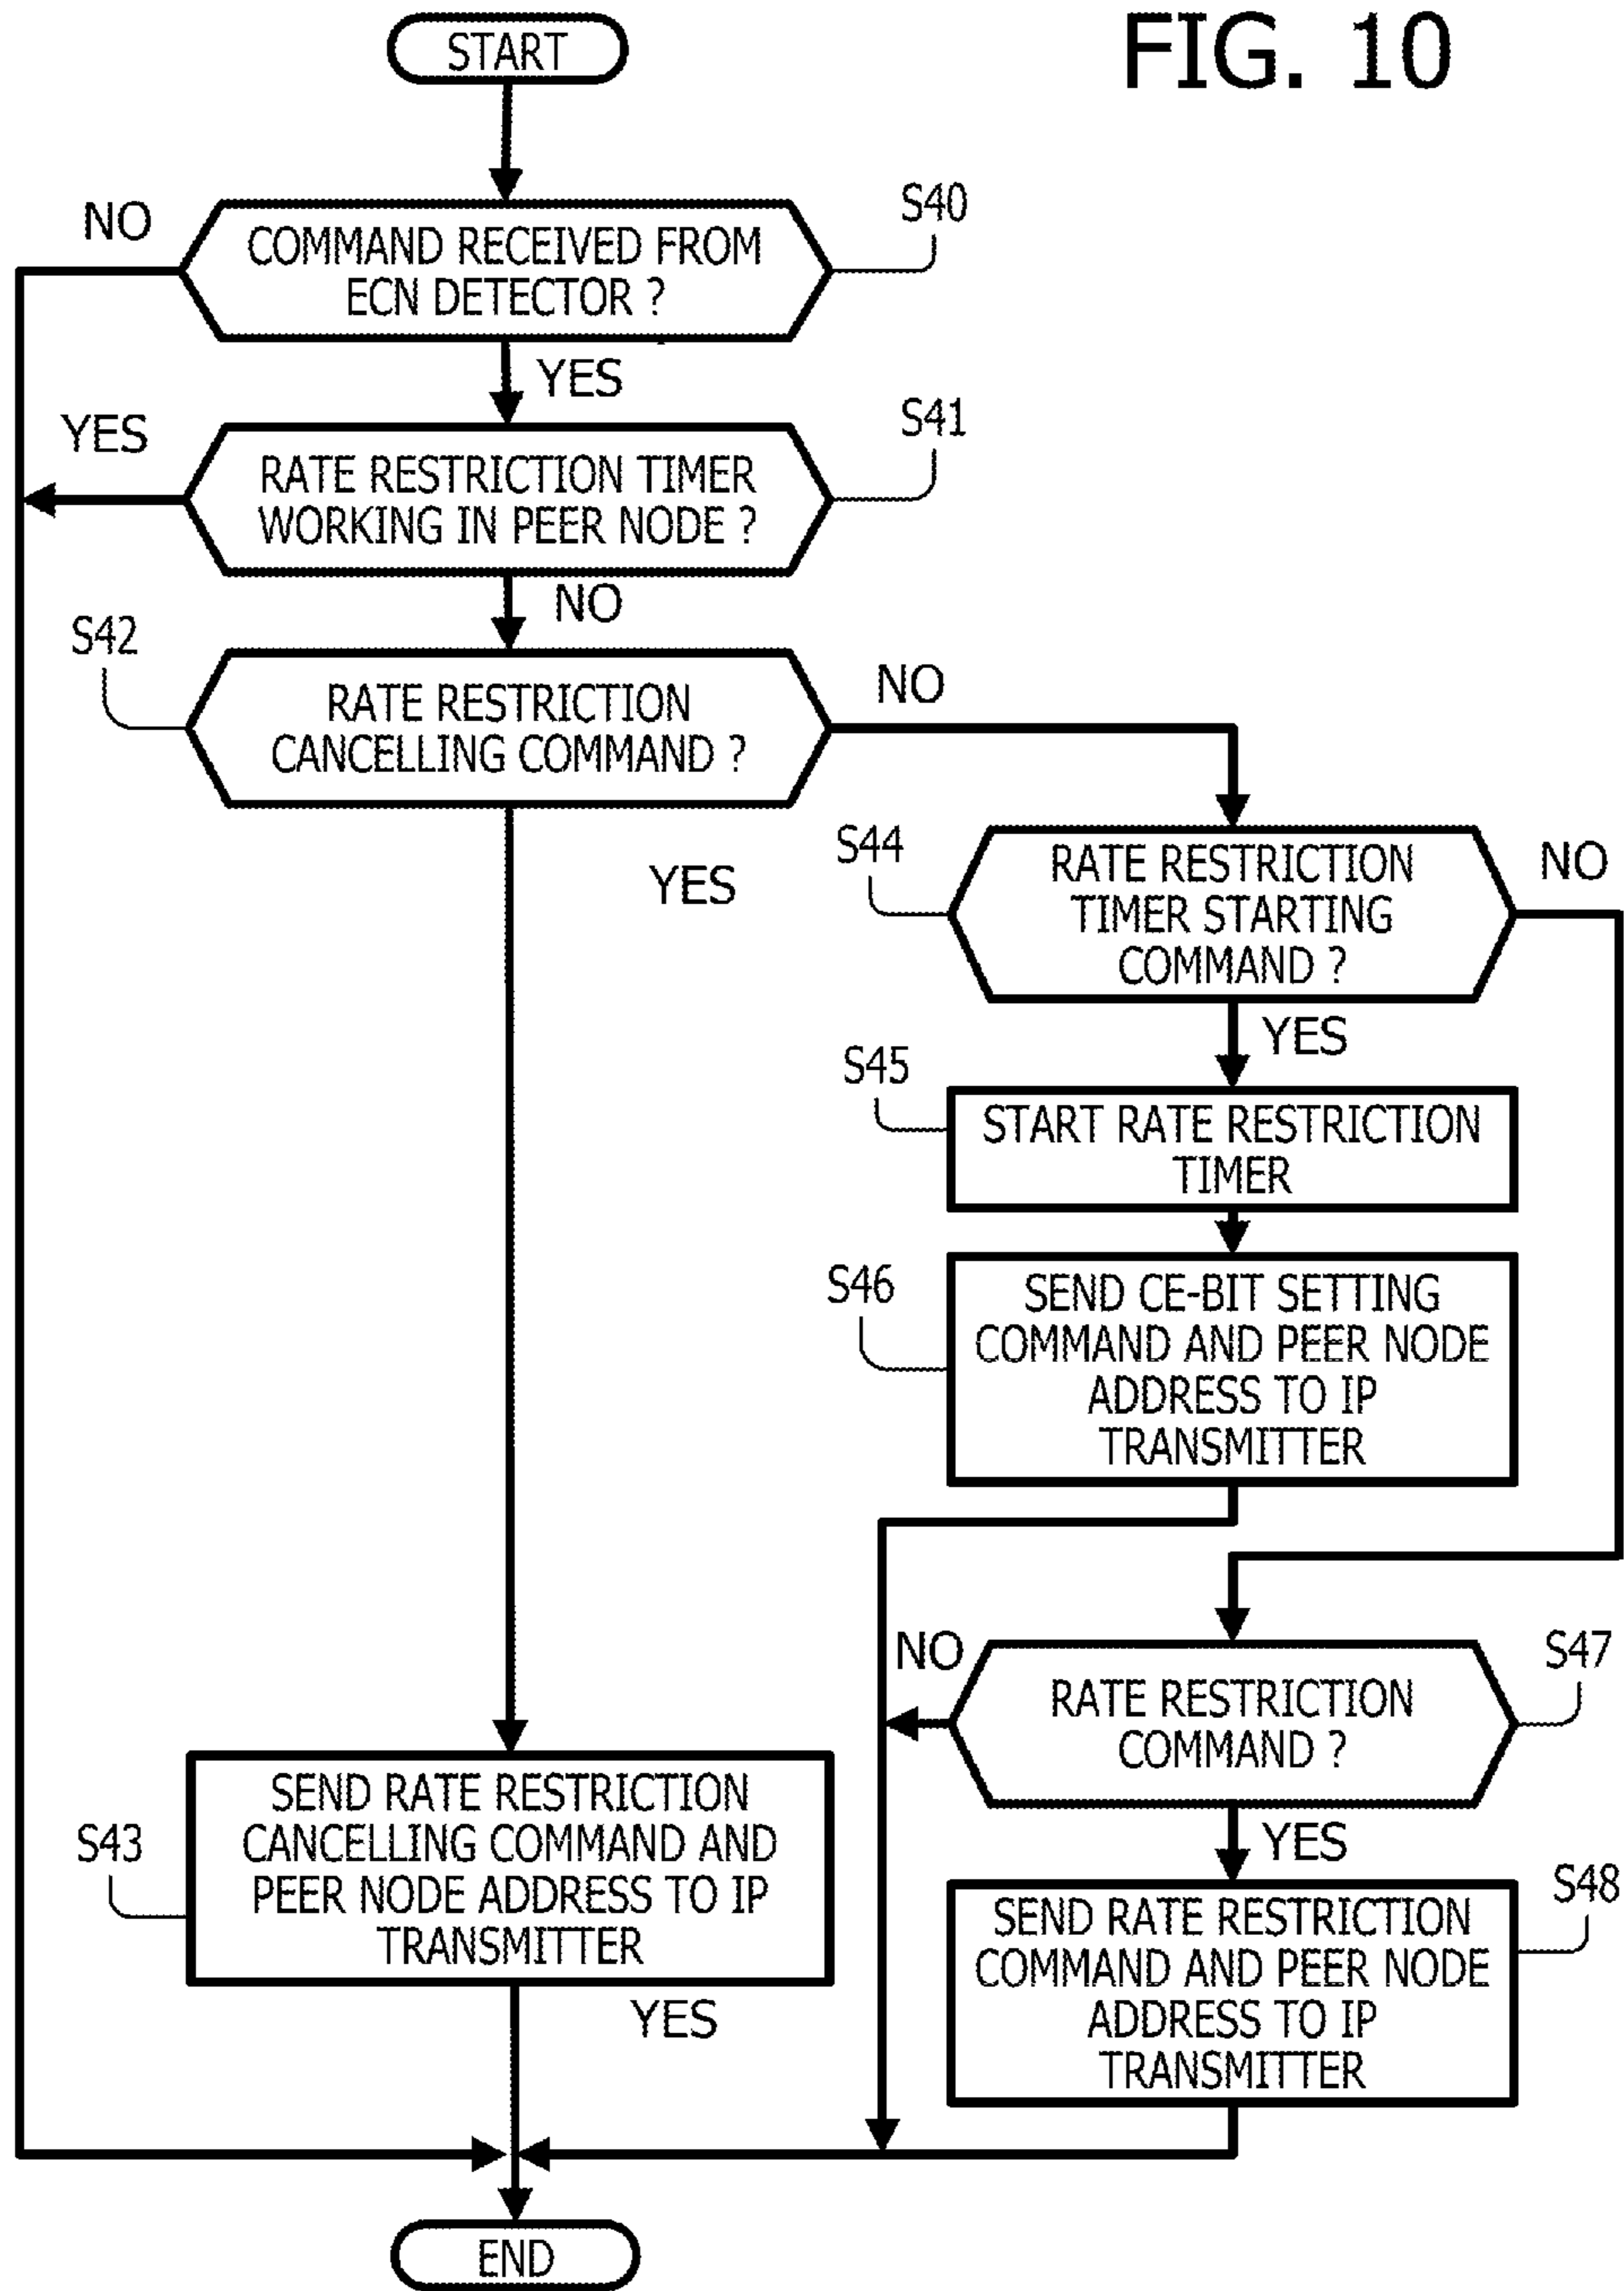 FIG. 10
START
S40
NO
COMMAND RECEIVED FROM
ECN DETECTOR ?
YES
S41
YES
RATE RESTRICTION TIMER
WORKING IN PEER NODE ?
NO
S42
RATE RESTRICTION
CANCELLING COMMAND ?
NO
YES
S44
RATE RESTRICTION
TIMER STARTING
COMMAND ?
NO
YES
S45
START RATE RESTRICTION
TIMER
S46
SEND CE-BIT SETTING
COMMAND AND PEER NODE
ADDRESS TO IP
TRANSMITTER
NO
S47
RATE RESTRICTION
COMMAND ?
YES
S43
SEND RATE RESTRICTION
CANCELLING COMMAND AND
PEER NODE ADDRESS TO IP
TRANSMITTER
YES
S48
SEND RATE RESTRICTION
COMMAND AND PEER NODE
ADDRESS TO IP
TRANSMITTER
END